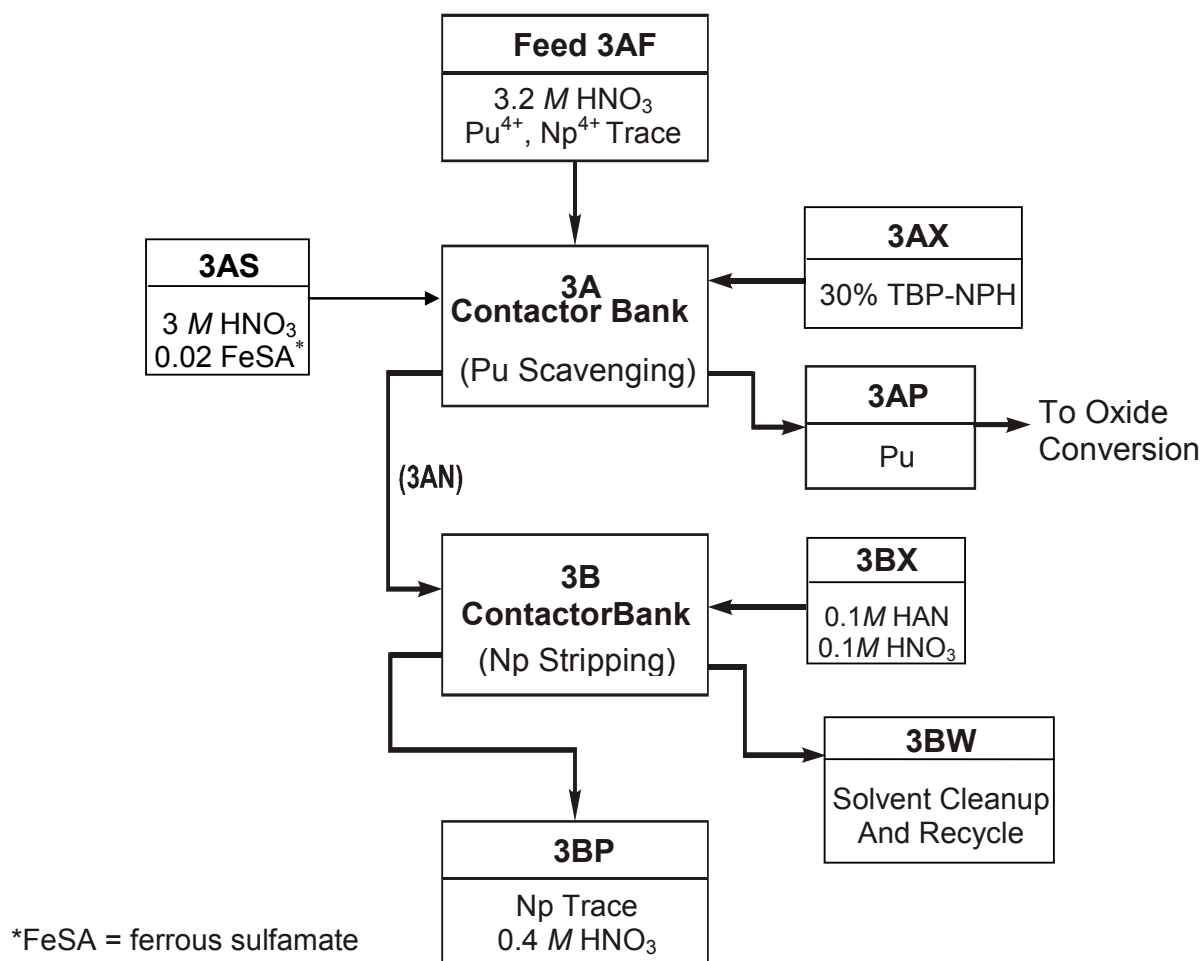 Feed 3AF
3.2 M HNO₃
Pu⁴⁺, Np⁴⁺ Trace
3AS
3 M HNO₃
0.02 FeSA*
3A
Contactor Bank
(Pu Scavenging)
3AX
30% TBP-NPH
3AP
Pu
To Oxide
Conversion
(3AN)
3B
ContactorBank
(Np Stripping)
3BX
0.1M HAN
0.1M HNO₃
3BW
Solvent Cleanup
And Recycle
3BP
Np Trace
0.4 M HNO₃
*FeSA = ferrous sulfamate